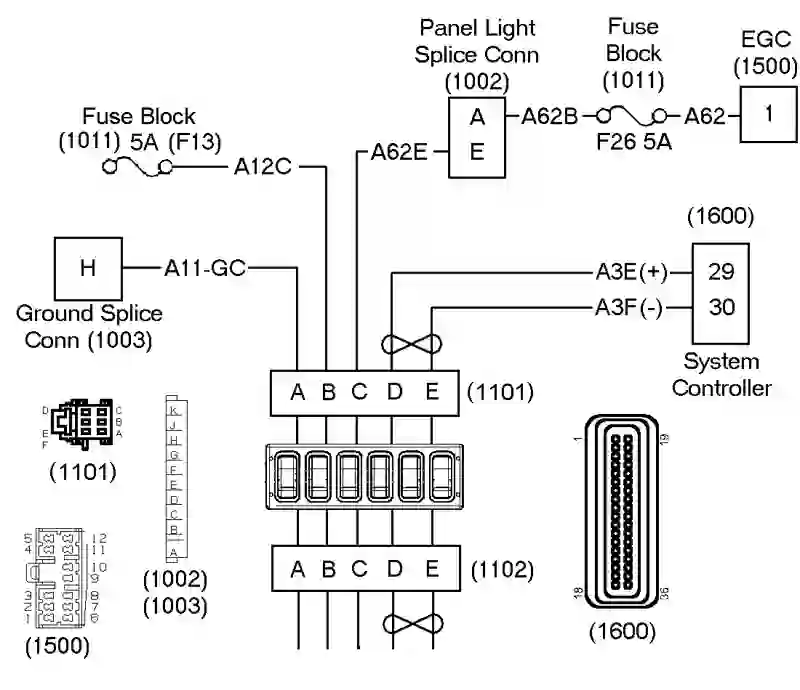 Panel Light
Splice Conn
(1002)
Fuse
Block
(1011)
EGC
(1500)
Fuse Block
(1011) 5A (F13)
A
A62B
F26 5A
A62
1
A62E
E
A12C
(1600)
H
A11-GC
A3E(+)
29
A3F(-)
30
Ground Splice
Conn (1003)
System
Controller
A B C D E (1101)
D C
B
E A
F
(1101)
K
J
H
G
F
E
D
C
B
A
(1002)
(1003)
5 12
4 11
10
9
3 8
2 7
1 6
(1500)
A B C D E (1102)
1 19
18 36
(1600)